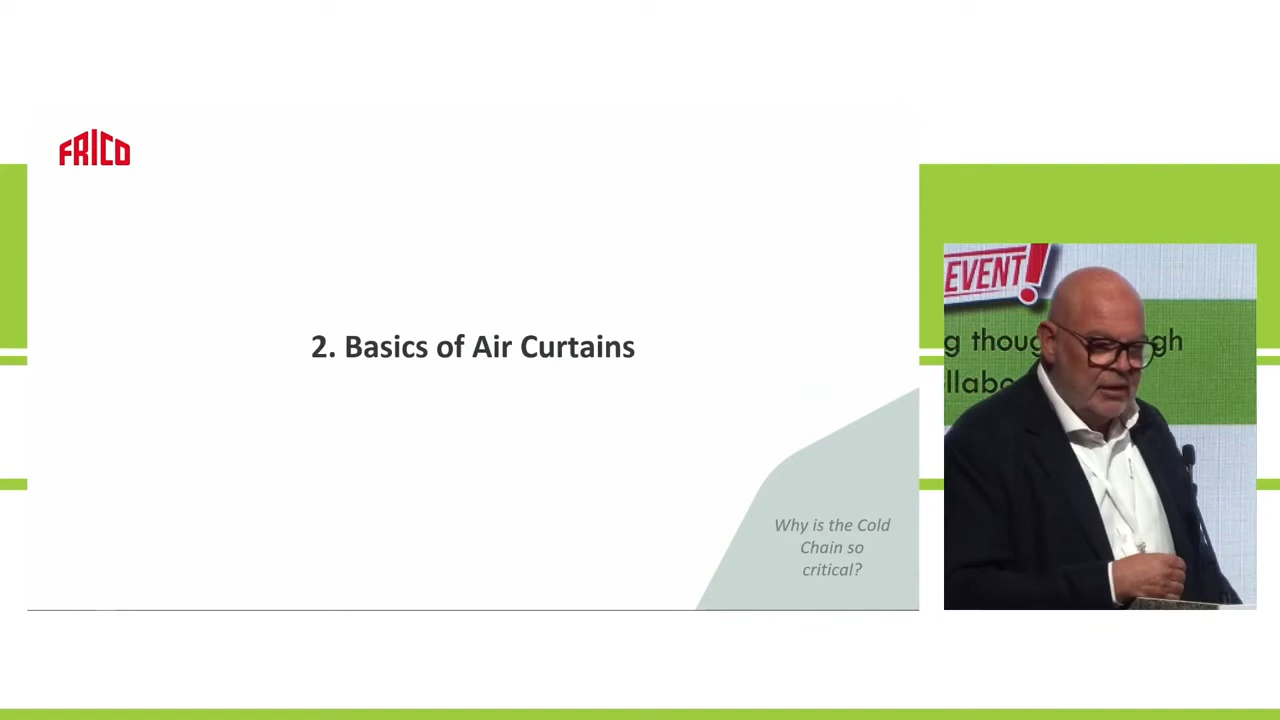 FRICO
2. Basics of Air Curtains
Why is the Cold
Chain so
critical?
EVENT!